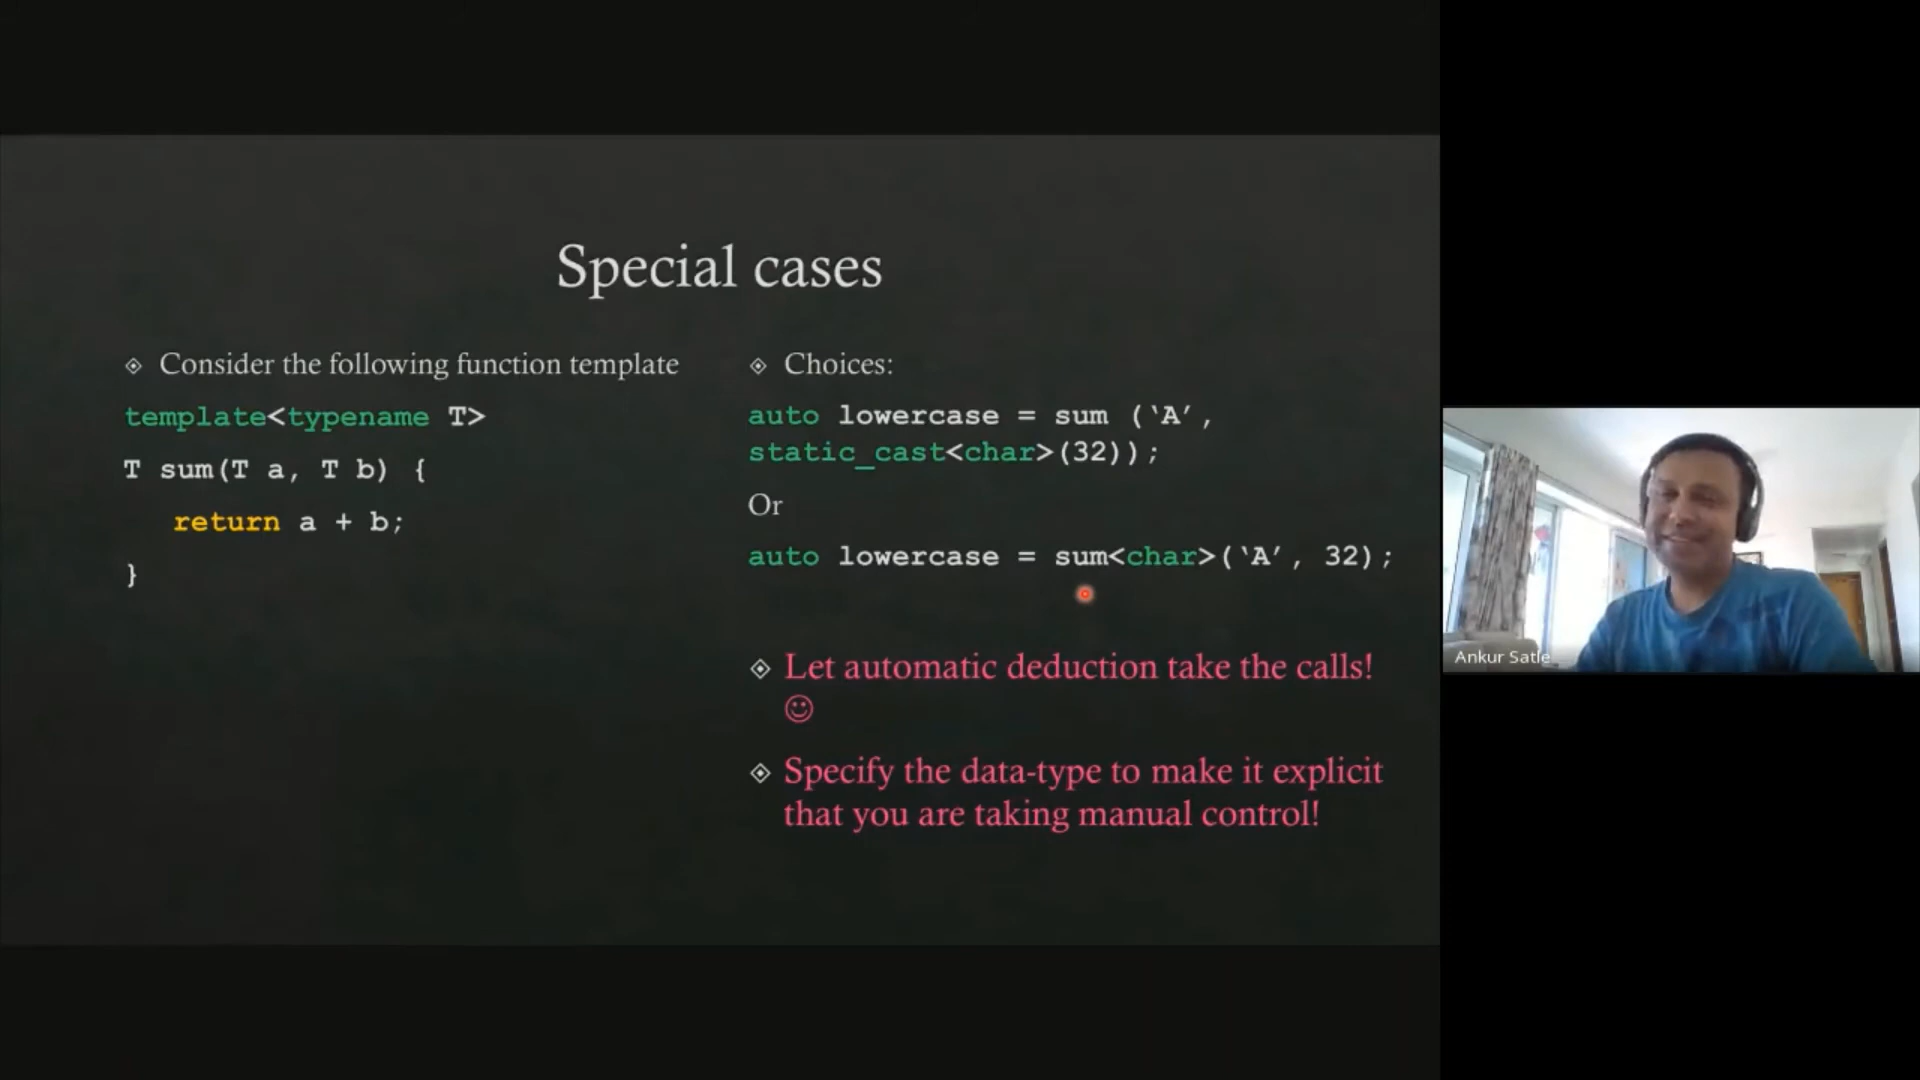 Special cases
Consider the following function template
template<typename T>
T sum(T a, T b) {
return a + b;
}
Choices:
auto lowercase = sum (‘A’,
static_cast<char>(32));
Or
auto lowercase = sum<char>(‘A’, 32);
Let automatic deduction take the calls!
☺
Specify the data-type to make it explicit
that you are taking manual control!
Ankur Satle